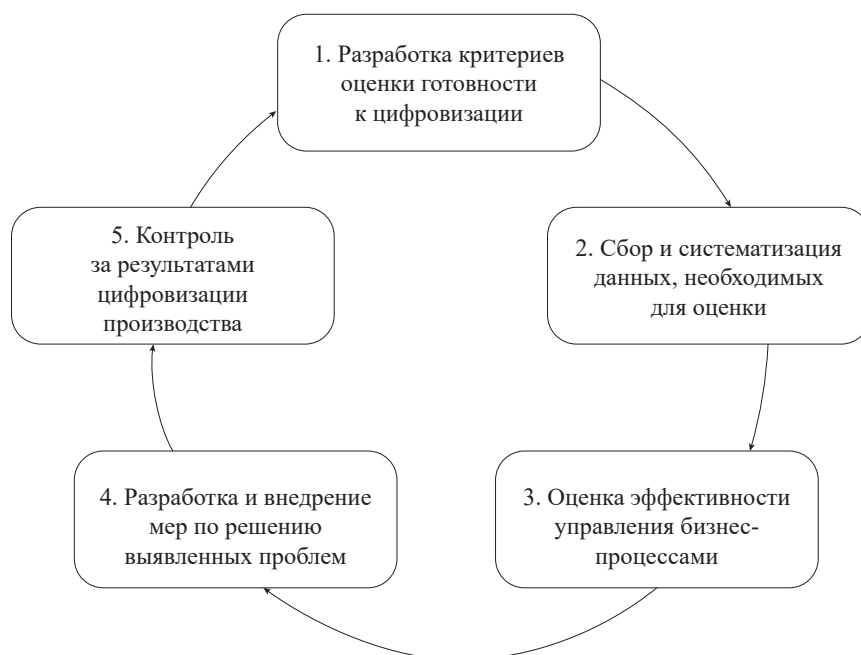 1. Разработка критериев
оценки готовности
к цифровизации
2. Сбор и систематизация
данных, необходимых
для оценки
3. Оценка эффективности
управления бизнес-
процессами
4. Разработка и внедрение
мер по решению
выявленных проблем
5. Контроль
за результатами
цифровизации
производства